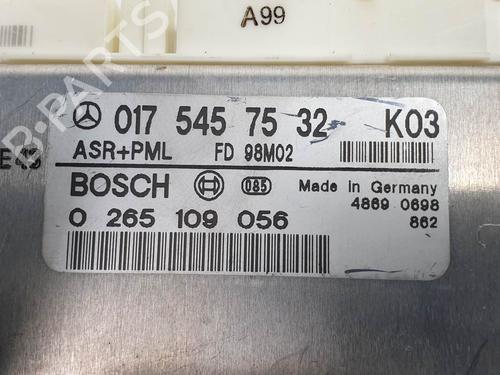 A99
017 545 75 32 K03
ASR+PML FD 98M02
BOSCH 085 Made in Germany
4869 0698
0 265 109 056 862
B-PARTS